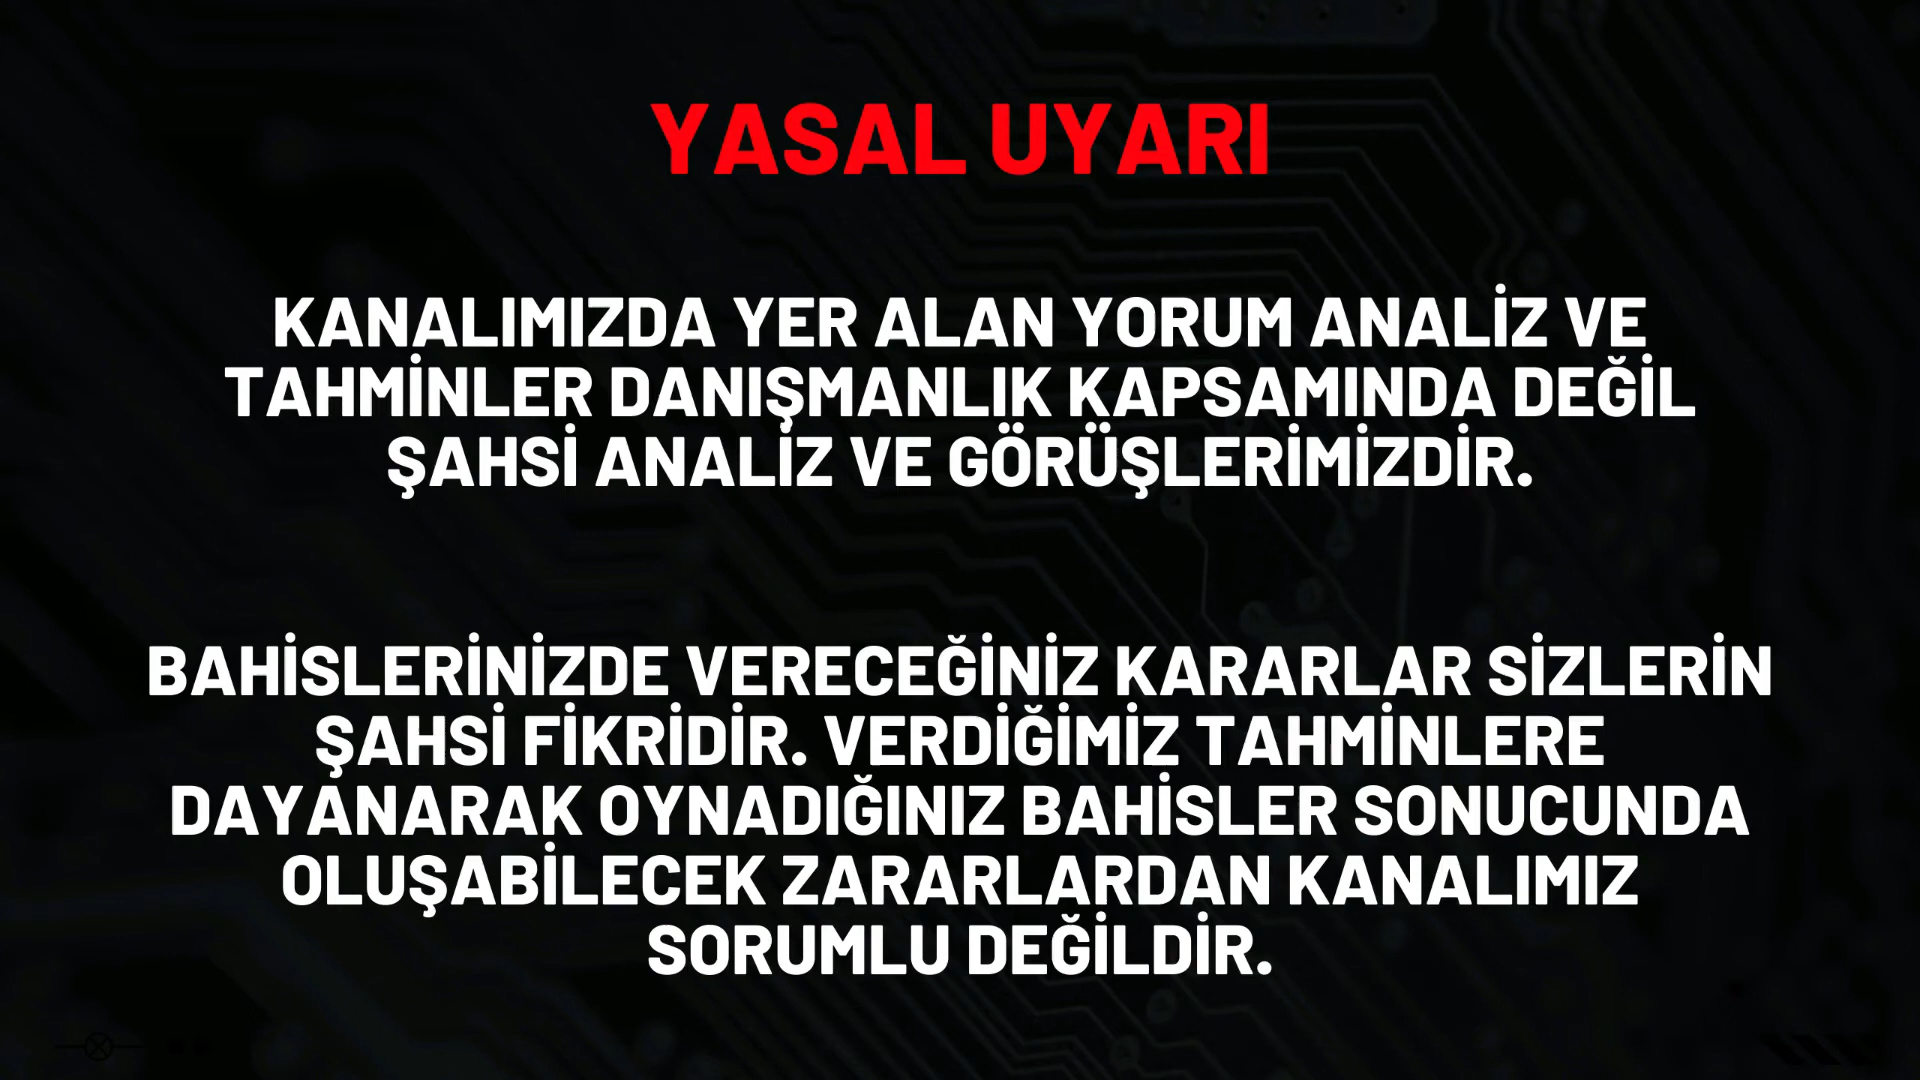 YASAL UYARI
KANALIMIZDA YER ALAN YORUM ANALİZ VE
TAHMİNLER DANIŞMANLIK KAPSAMINDA DEĞİL
ŞAHSİ ANALİZ VE GÖRÜŞLERİMİZDİR.
BAHİSLERİNİZDE VERECEĞİNİZ KARARLAR SİZLERİN
ŞAHSİ FİKRİDİR. VERDİĞİMİZ TAHMİNLERE
DAYANARAK OYNADIĞINIZ BAHİSLER SONUCUNDA
OLUŞABİLECEK ZARARLARDAN KANALIMIZ
SORUMLU DEĞİLDİR.